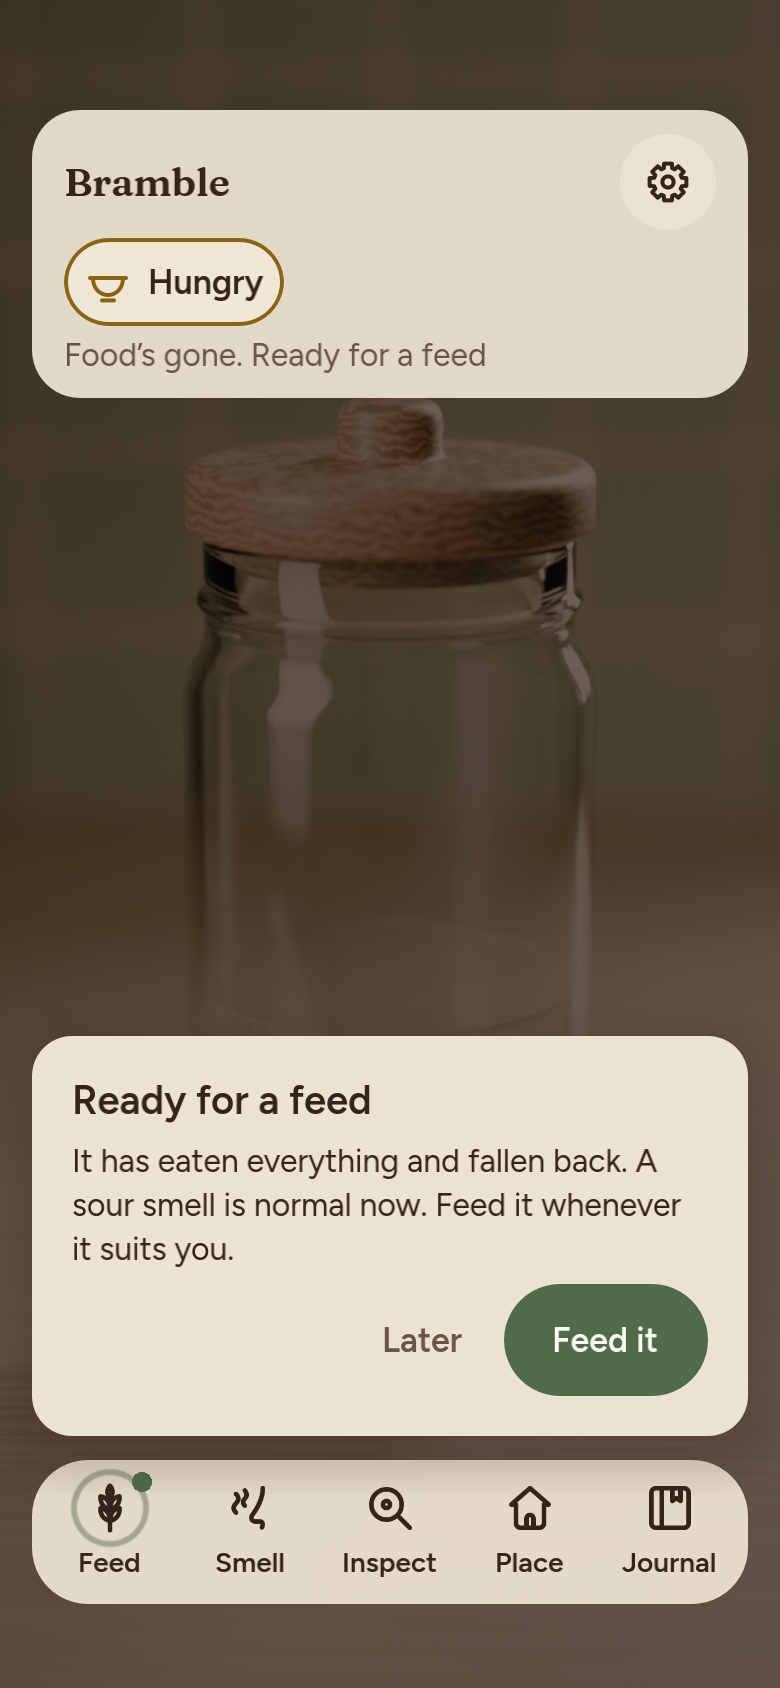 Bramble
Hungry
Food’s gone. Ready for a feed
Ready for a feed
It has eaten everything and fallen back. A
sour smell is normal now. Feed it whenever
it suits you.
Later
Feed it
Feed
Smell
Inspect
Place
Journal